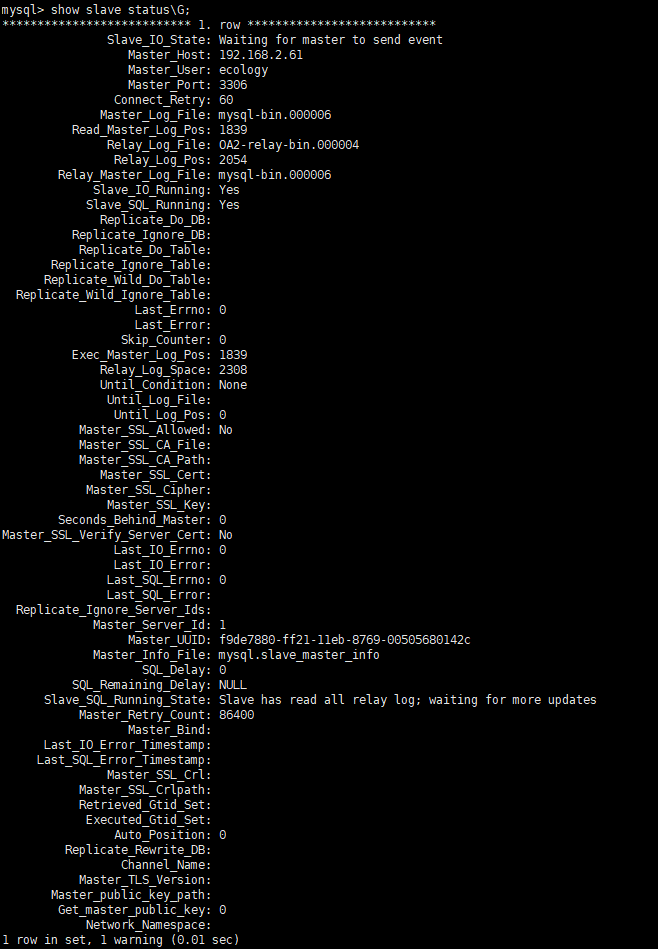 mysql> show slave status\G;
*************************** 1. row ***************************
Slave_IO_State: Waiting for master to send event
Master_Host: 192.168.2.61
Master_User: ecology
Master_Port: 3306
Connect_Retry: 60
Master_Log_File: mysql-bin.000006
Read_Master_Log_Pos: 1839
Relay_Log_File: OA2-relay-bin.000004
Relay_Log_Pos: 2054
Relay_Master_Log_File: mysql-bin.000006
Slave_IO_Running: Yes
Slave_SQL_Running: Yes
Replicate_Do_DB:
Replicate_Ignore_DB:
Replicate_Do_Table:
Replicate_Ignore_Table:
Replicate_Wild_Do_Table:
Replicate_Wild_Ignore_Table:
Last_Errno: 0
Last_Error:
Skip_Counter: 0
Exec_Master_Log_Pos: 1839
Relay_Log_Space: 2308
Until_Condition: None
Until_Log_File:
Until_Log_Pos: 0
Master_SSL_Allowed: No
Master_SSL_CA_File:
Master_SSL_CA_Path:
Master_SSL_Cert:
Master_SSL_Cipher:
Master_SSL_Key:
Seconds_Behind_Master: 0
Master_SSL_Verify_Server_Cert: No
Last_IO_Errno: 0
Last_IO_Error:
Last_SQL_Errno: 0
Last_SQL_Error:
Replicate_Ignore_Server_Ids:
Master_Server_Id: 1
Master_UUID: f9de7880-ff21-11eb-8769-00505680142c
Master_Info_File: mysql.slave_master_info
SQL_Delay: 0
SQL_Remaining_Delay: NULL
Slave_SQL_Running_State: Slave has read all relay log; waiting for more updates
Master_Retry_Count: 86400
Master_Bind:
Last_IO_Error_Timestamp:
Last_SQL_Error_Timestamp:
Master_SSL_Crl:
Master_SSL_Crlpath:
Retrieved_Gtid_Set:
Executed_Gtid_Set:
Auto_Position: 0
Replicate_Rewrite_DB:
Channel_Name:
Master_TLS_Version:
Master_public_key_path:
Get_master_public_key: 0
Network_Namespace:
1 row in set, 1 warning (0.01 sec)